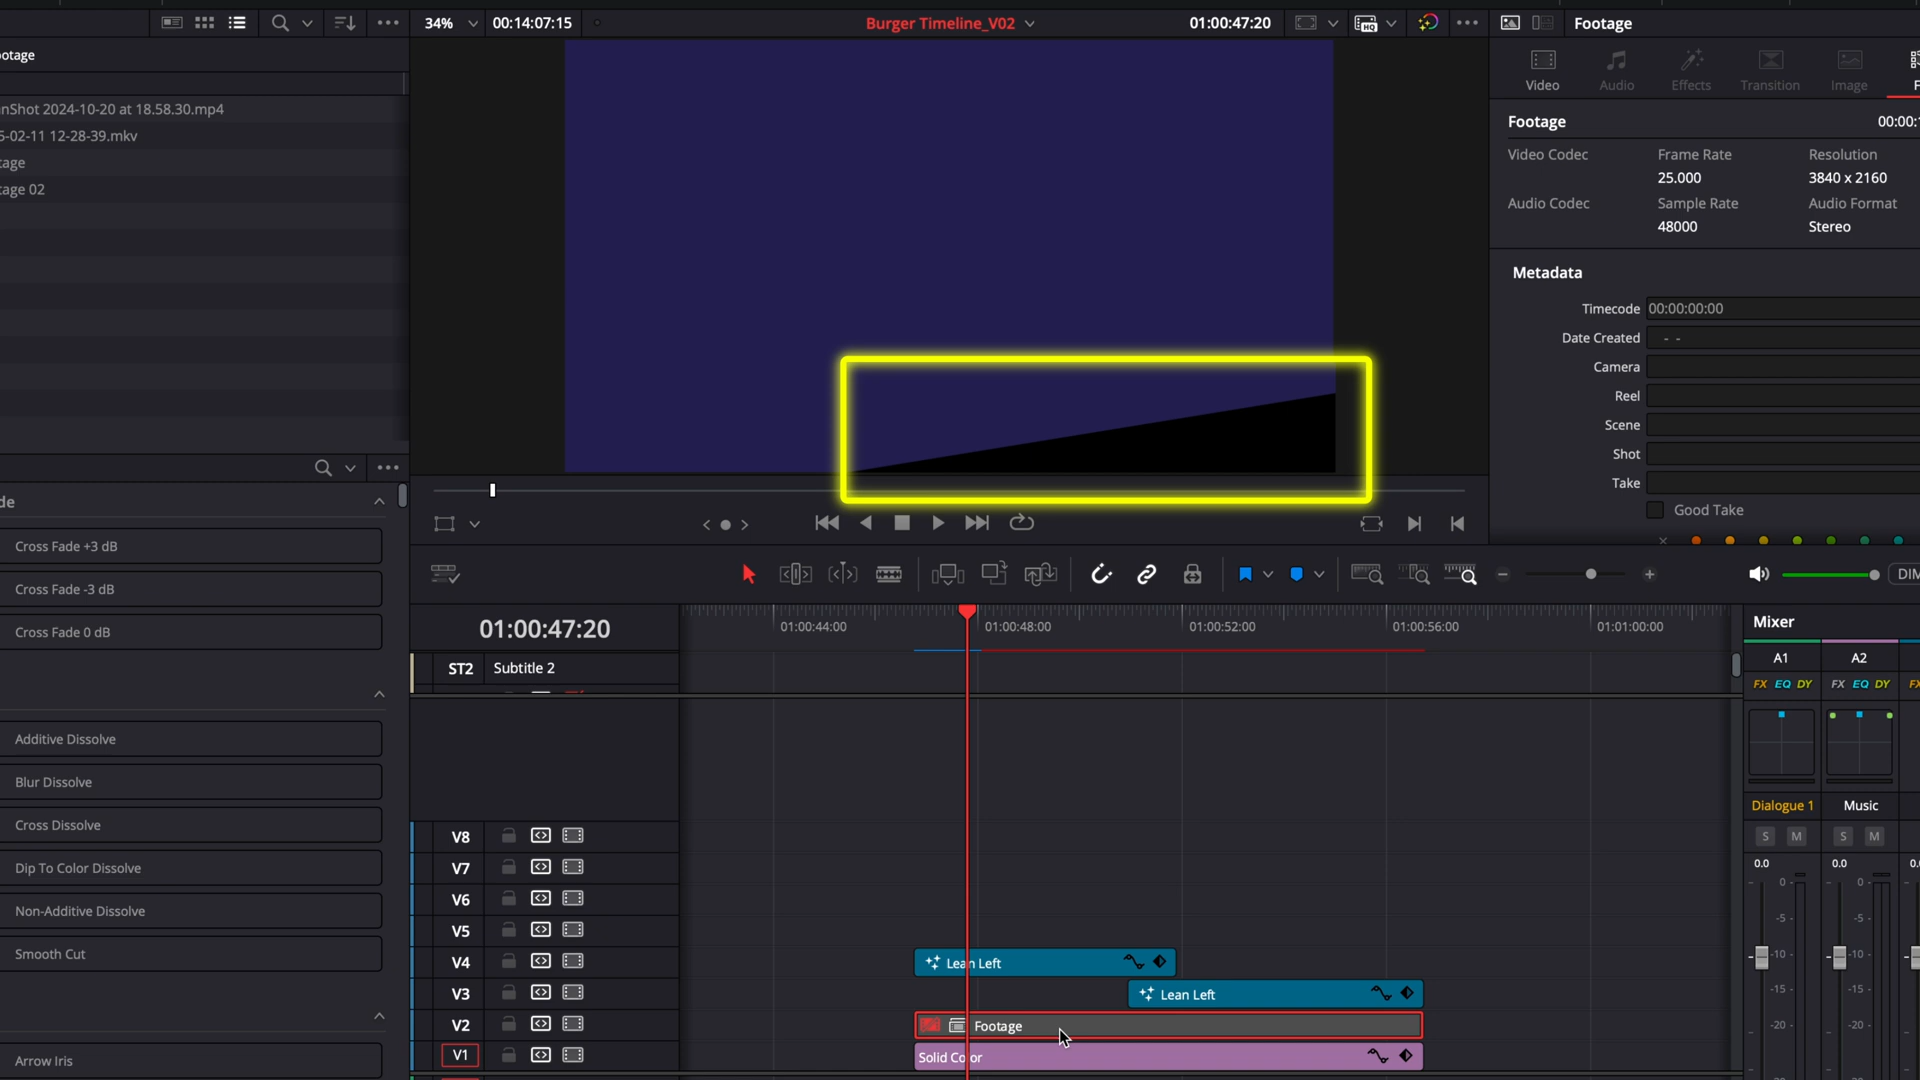 34%
00:14:07:15
Burger Timeline_V02
01:00:47:20
Footage
ootage
Video
Audio
Effects
Transition
Image
F
nShot 2024-10-20 at 18.58.30.mp4
5-02-11 12-28-39.mkv
tage
tage 02
Footage
00:00:
Video Codec
Frame Rate
Resolution
25.000
3840 x 2160
Audio Codec
Sample Rate
Audio Format
48000
Stereo
Metadata
Timecode
00:00:00:00
Date Created
- -
Camera
Reel
Scene
Shot
Take
Good Take
de
Cross Fade +3 dB
Cross Fade -3 dB
Cross Fade 0 dB
Additive Dissolve
Blur Dissolve
Cross Dissolve
Dip To Color Dissolve
Non-Additive Dissolve
Smooth Cut
Arrow Iris
DIM
01:00:47:20
01:00:44:00
01:00:48:00
01:00:52:00
01:00:56:00
01:01:00:00
ST2
Subtitle 2
V8
V7
V6
V5
V4
Lean Left
V3
Lean Left
V2
Footage
V1
Solid Color
Mixer
A1
A2
FX EQ DY
FX EQ DY
FX
Dialogue 1
Music
S
M
S
M
0.0
0.0
0.
0
0
-5
-5
-10
-10
-15
-15
-20
-20